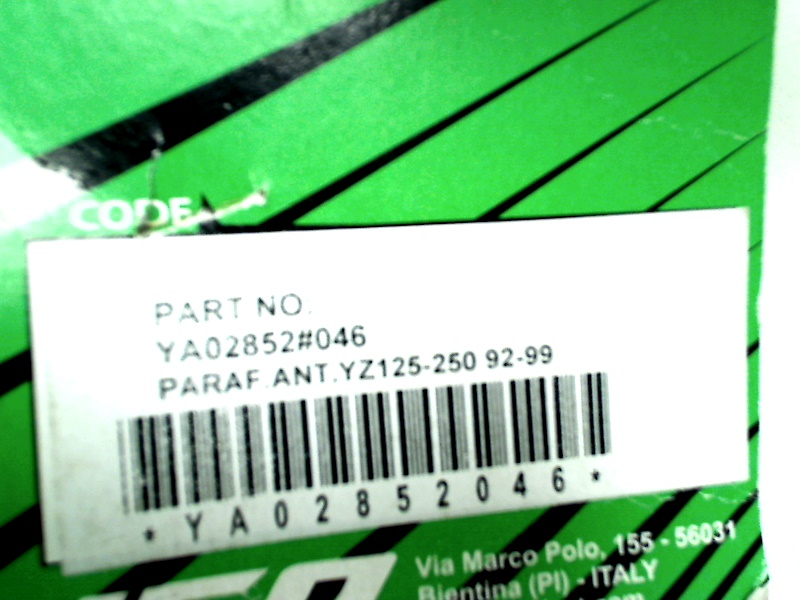 CODE
PART NO.
YA02852#046
PARAF.ANT.YZ125-250 92-99
*YA02852046*
Via Marco Polo, 155 - 56031
Bientina (PI) - ITALY